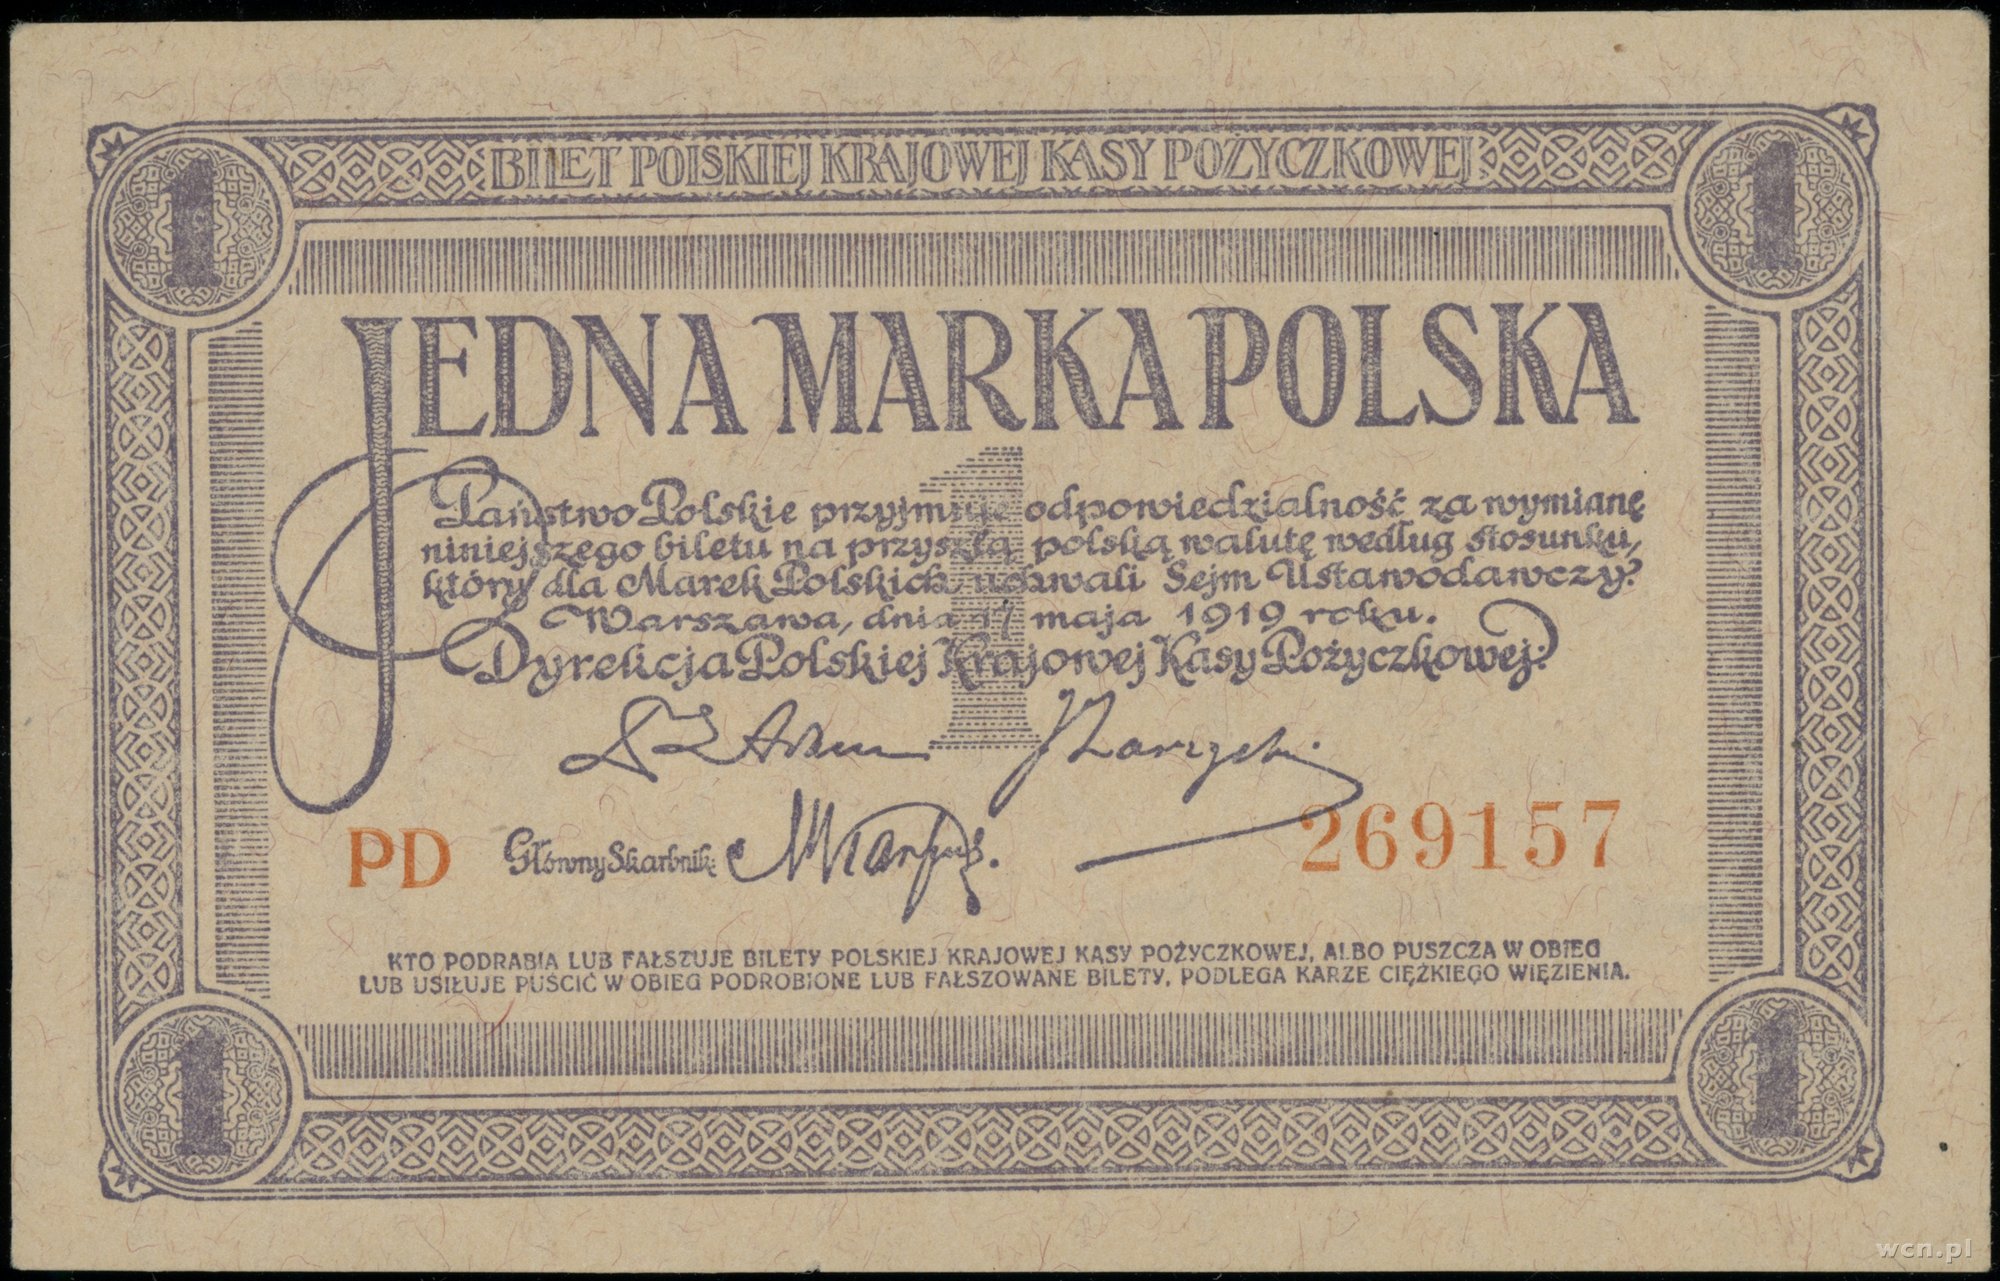 1
BILET POLSKIEJ KRAJOWEJ KASY POŻYCZKOWEJ
1
JEDNA MARKA POLSKA
1
Państwo Polskie przyjmuje odpowiedzialność za wymianę
niniejszego biletu na przyszłą polską walutę według stosunku,
który dla Marek Polskich uchwali Sejm Ustawodawczy.
Warszawa, dnia 17 maja 1919 roku.
Dyrekcja Polskiej Krajowej Kasy Pożyczkowej:
PD
Główny Skarbnik:
269157
KTO PODRABIA LUB FAŁSZUJE BILETY POLSKIEJ KRAJOWEJ KASY POŻYCZKOWEJ, ALBO PUSZCZA W OBIEG
LUB USIŁUJE PUŚCIĆ W OBIEG PODROBIONE LUB FAŁSZOWANE BILETY, PODLEGA KARZE CIĘŻKIEGO WIĘZIENIA.
1
1
wcn.pl